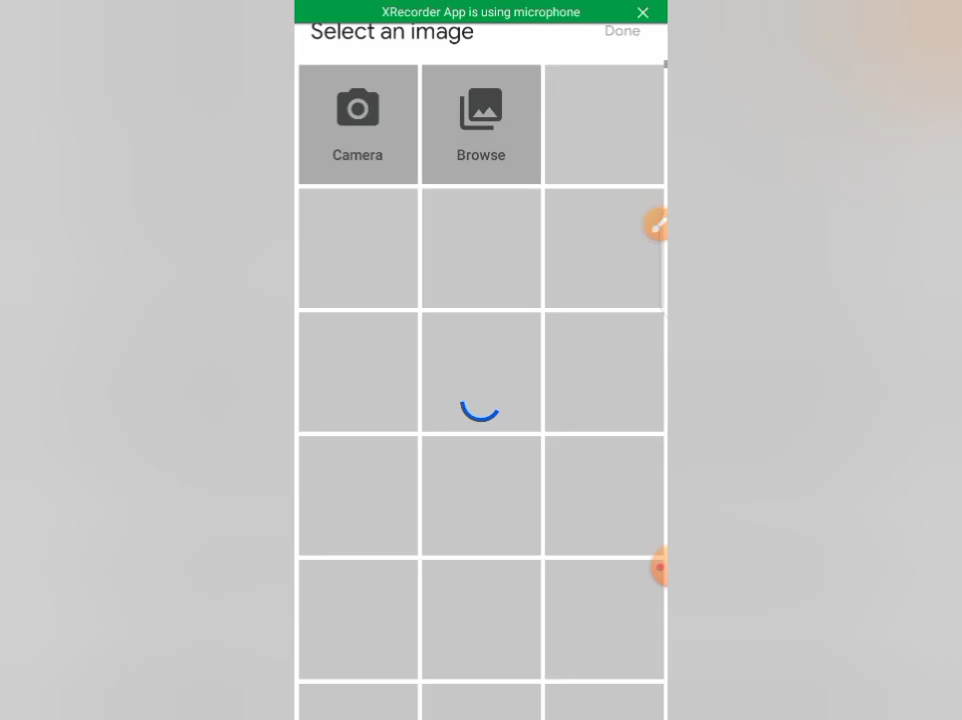 XRecorder App is using microphone
Select an image
Done
Camera
Browse